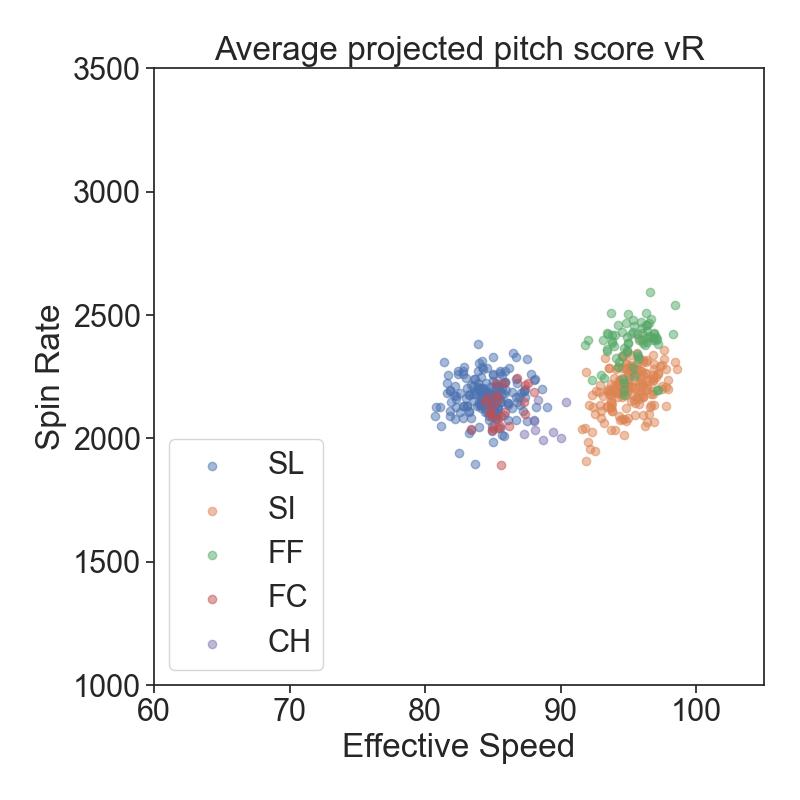 Average projected pitch score vR
3500
3000
2500
2000
1500
1000
Spin Rate
SL
SI
FF
FC
CH
60 70 80 90 100
Effective Speed